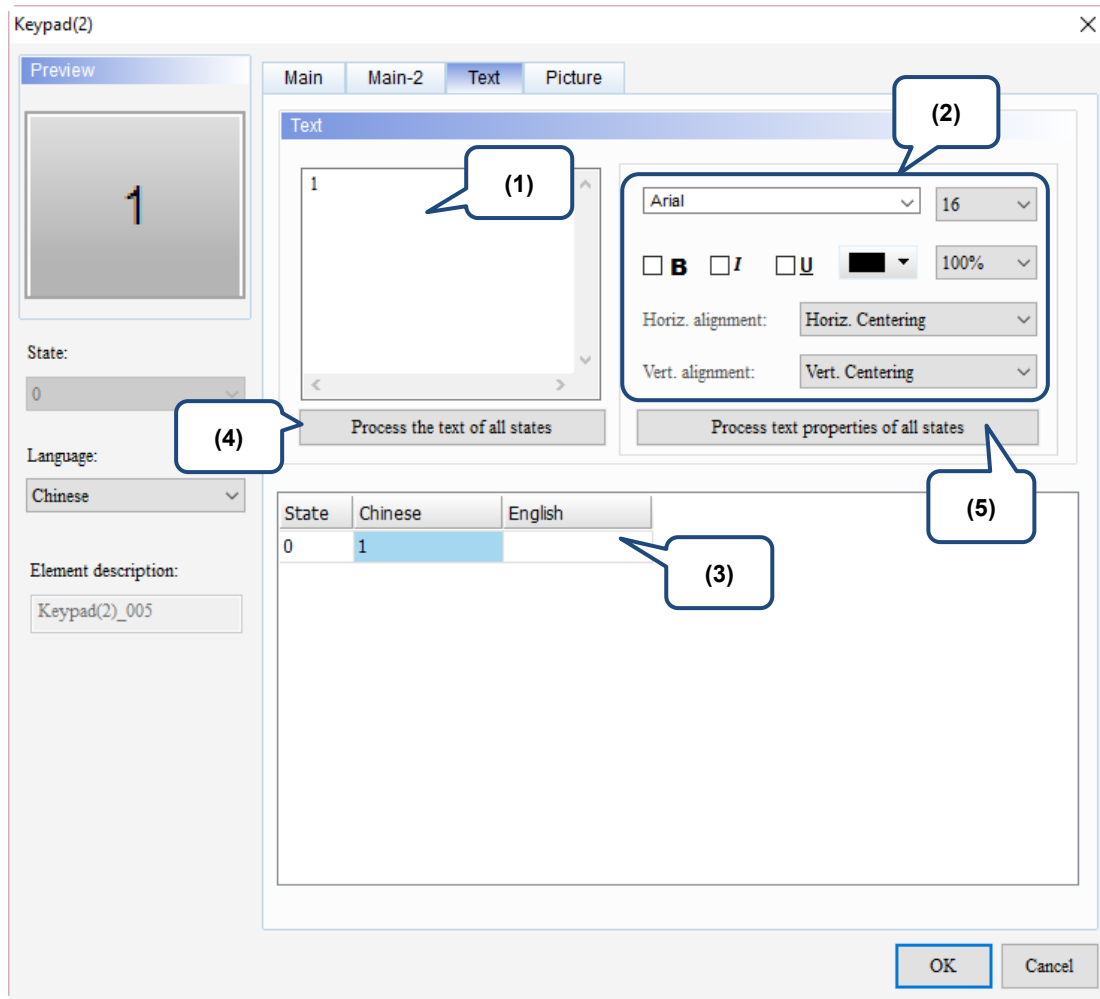 Keypad(2)
Preview
1
State:
0
Language:
Chinese
Element description:
Keypad(2)_005
Main Main-2 Text Picture
Text
1
(1)
(2)
Arial 16
B I U 100%
Horiz. alignment: Horiz. Centering
Vert. alignment: Vert. Centering
(4)
Process the text of all states
Process text properties of all states
(5)
State Chinese English
0 1
(3)
OK Cancel